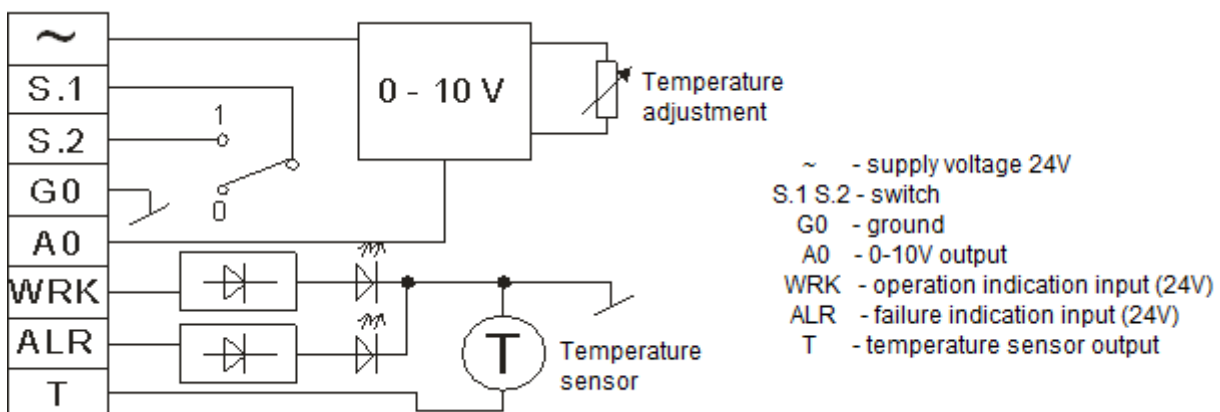 ~
S.1
S.2
G0
A0
WRK
ALR
T
1
0
0 - 10 V
Temperature
adjustment
T
Temperature
sensor
~ - supply voltage 24V
S.1 S.2 - switch
G0 - ground
A0 - 0-10V output
WRK - operation indication input (24V)
ALR - failure indication input (24V)
T - temperature sensor output